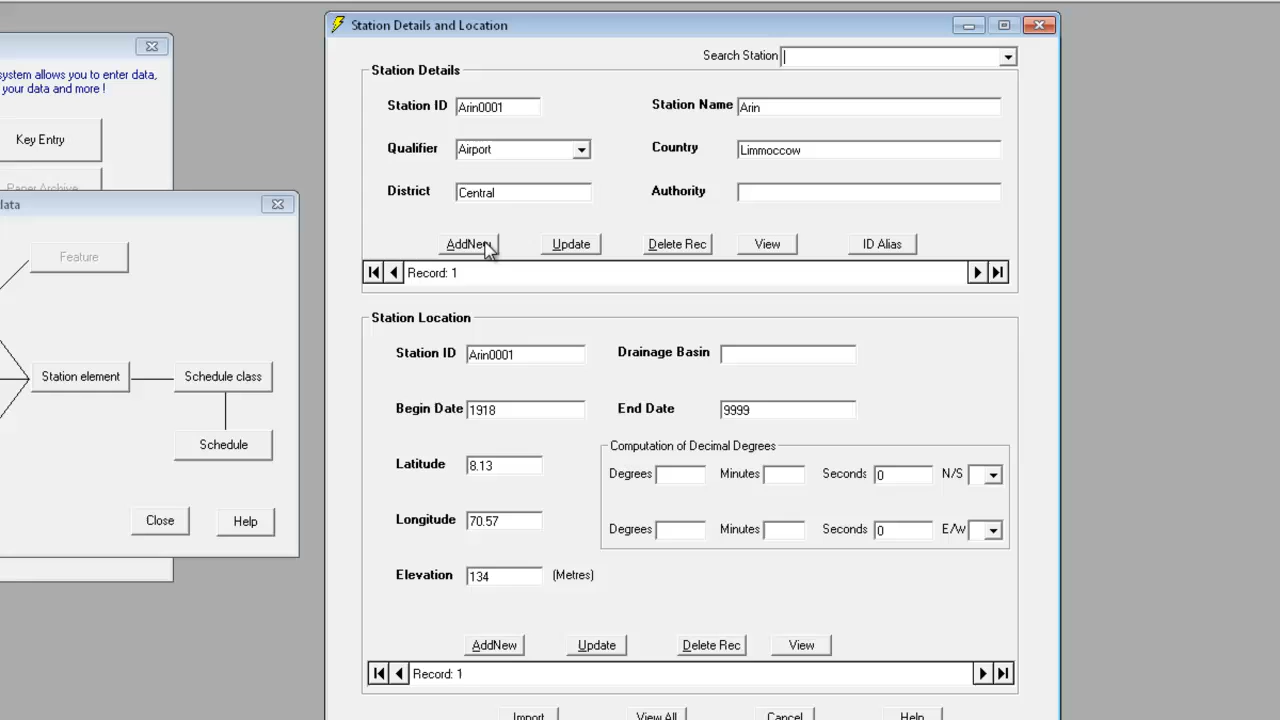 Station Details and Location
system allows you to enter data,
your data and more !
Key Entry
Paper Archive
data
Feature
Station element
Schedule class
Schedule
Close
Help
Search Station
Station Details
Station ID Arin0001 Station Name Arin
Qualifier Airport Country Limmoccow
District Central Authority
AddNew Update Delete Rec View ID Alias
Record: 1
Station Location
Station ID Arin0001 Drainage Basin
Begin Date 1918 End Date 9999
Computation of Decimal Degrees
Latitude 8.13 Degrees Minutes Seconds 0 N/S
Longitude 70.57 Degrees Minutes Seconds 0 E/W
Elevation 134 (Metres)
AddNew Update Delete Rec View
Record: 1
Import View All Cancel Help